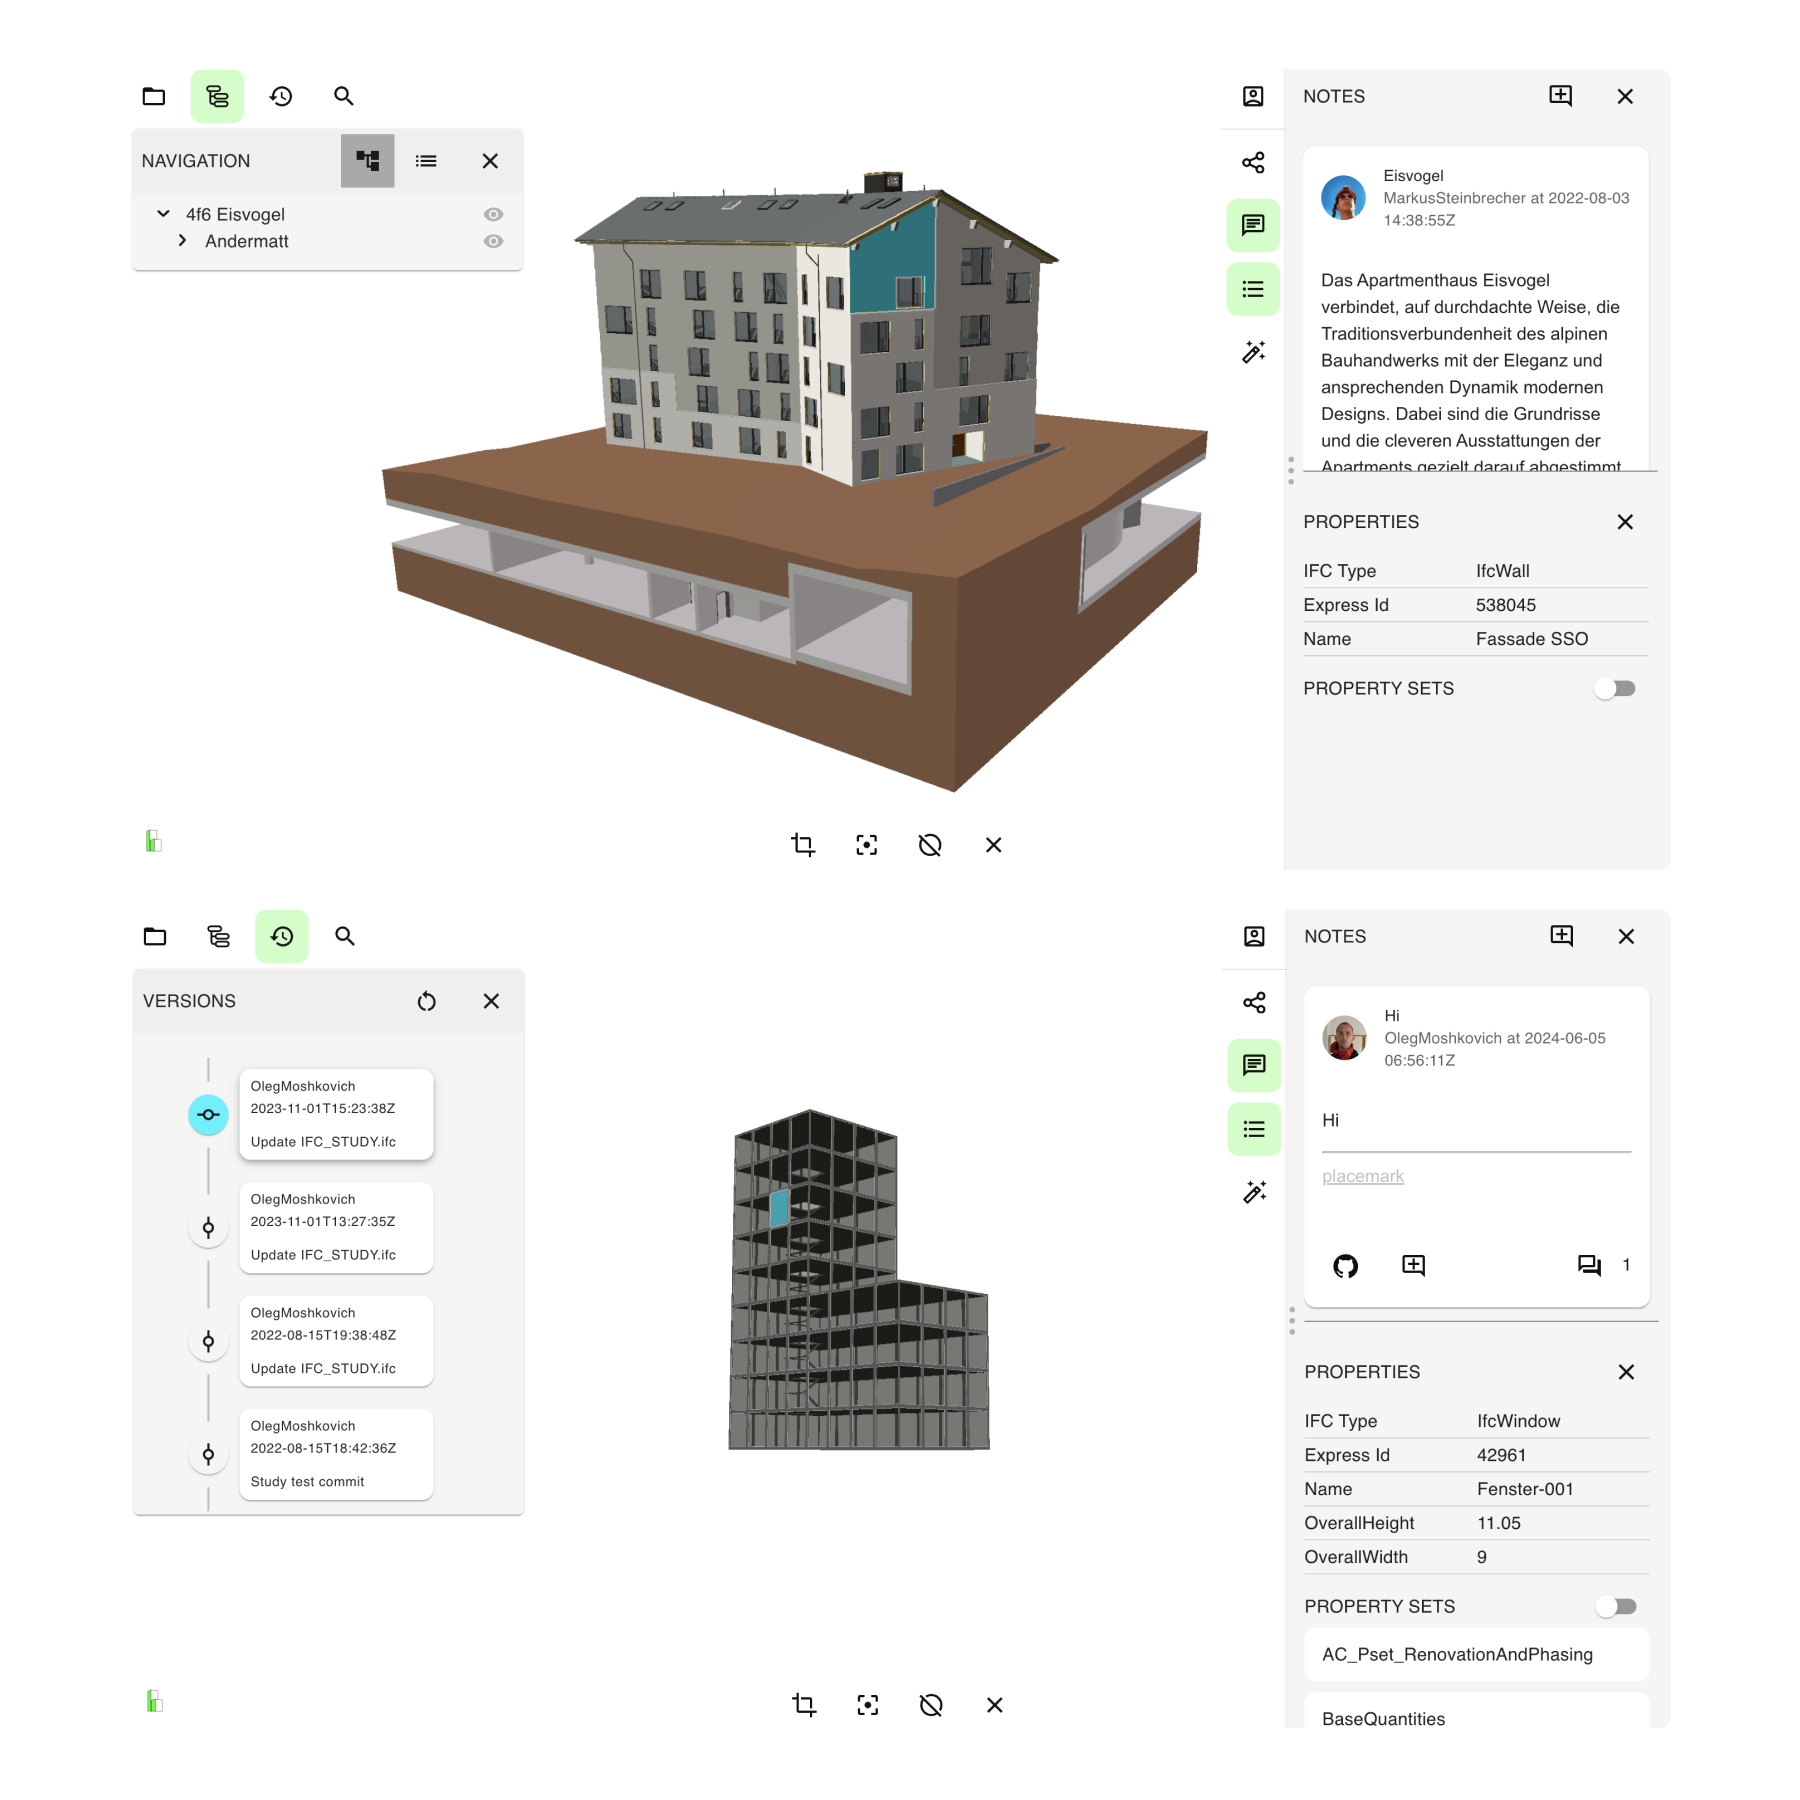 NAVIGATION
4f6 Eisvogel
Andermatt
NOTES
Eisvogel
MarkusSteinbrecher at 2022-08-03
14:38:55Z
Das Apartmenthaus Eisvogel
verbindet, auf durchdachte Weise, die
Traditionsverbundenheit des alpinen
Bauhandwerks mit der Eleganz und
ansprechenden Dynamik modernen
Designs. Dabei sind die Grundrisse
und die cleveren Ausstattungen der
Apartments gezielt darauf abgestimmt
PROPERTIES
IFC Type IfcWall
Express Id 538045
Name Fassade SSO
PROPERTY SETS
VERSIONS
OlegMoshkovich
2023-11-01T15:23:38Z
Update IFC_STUDY.ifc
OlegMoshkovich
2023-11-01T13:27:35Z
Update IFC_STUDY.ifc
OlegMoshkovich
2022-08-15T19:38:48Z
Update IFC_STUDY.ifc
OlegMoshkovich
2022-08-15T18:42:36Z
Study test commit
NOTES
Hi
OlegMoshkovich at 2024-06-05
06:56:11Z
Hi
placemark
1
PROPERTIES
IFC Type IfcWindow
Express Id 42961
Name Fenster-001
OverallHeight 11.05
OverallWidth 9
PROPERTY SETS
AC_Pset_RenovationAndPhasing
BaseQuantities